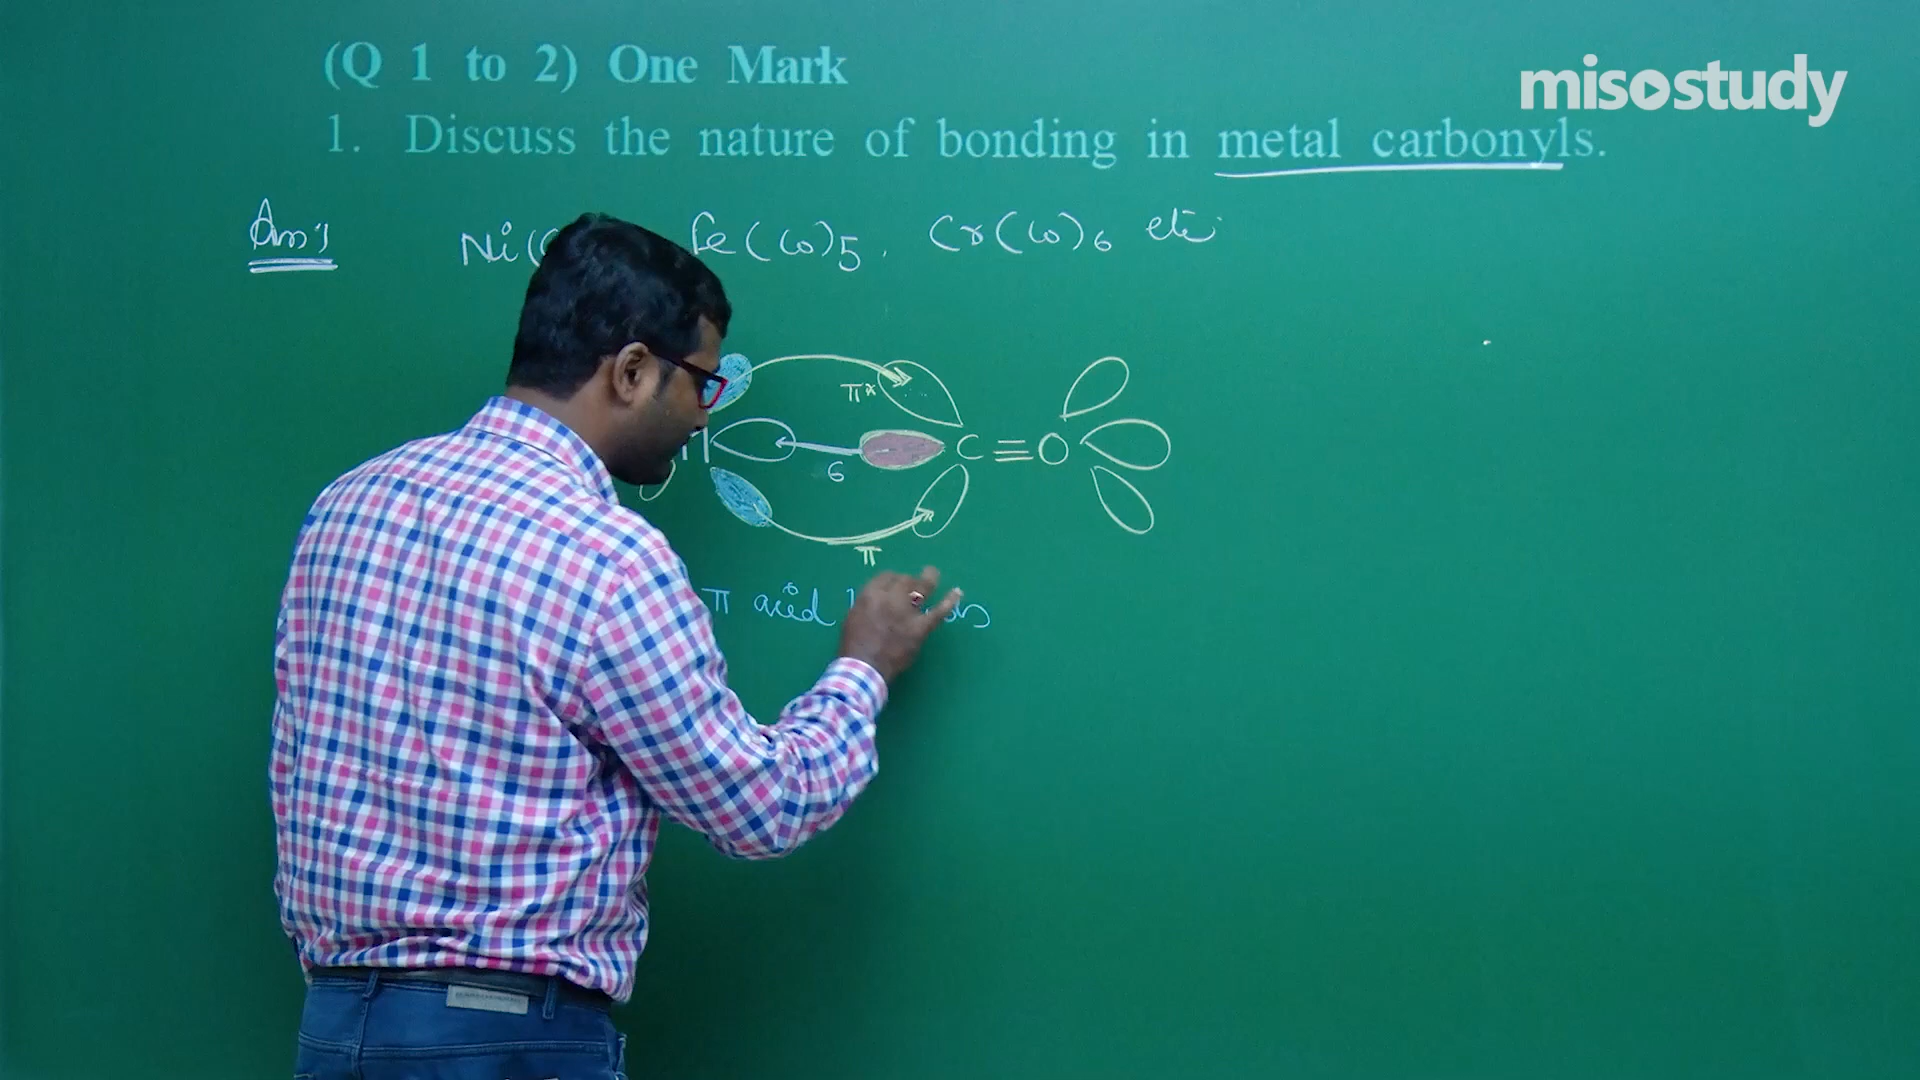 (Q 1 to 2) One Mark
misostudy
1. Discuss the nature of bonding in metal carbonyls.
Ans:
Ni(
Fe(CO)5, Cr(CO)6 etc
π*
C≡O
σ
π
π acid